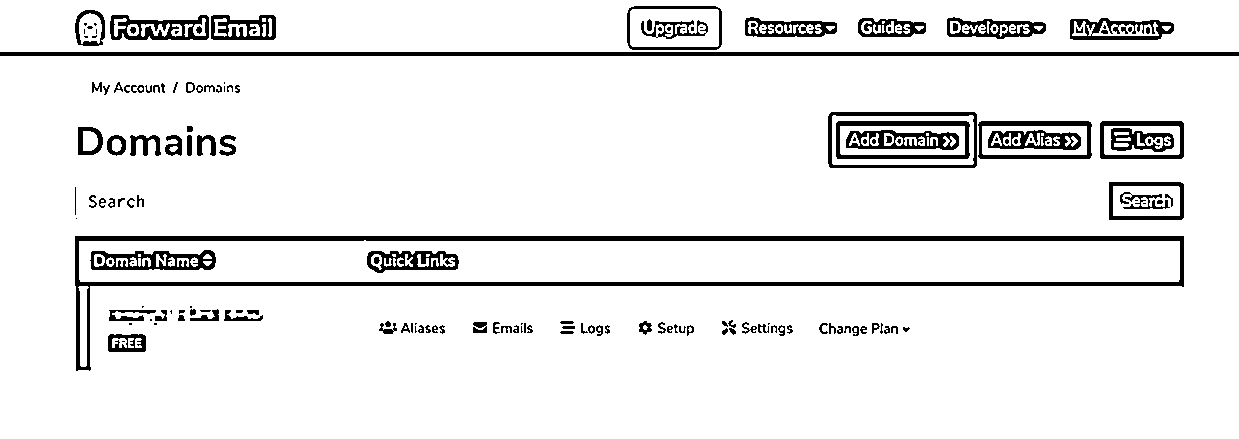 Forward Email Upgrade Resources Guides Developers My Account
My Account / Domains
Domains Add Domain >> Add Alias >> Logs
Search Search
Domain Name Quick Links
Aliases Emails Logs Setup Settings Change Plan
FREE